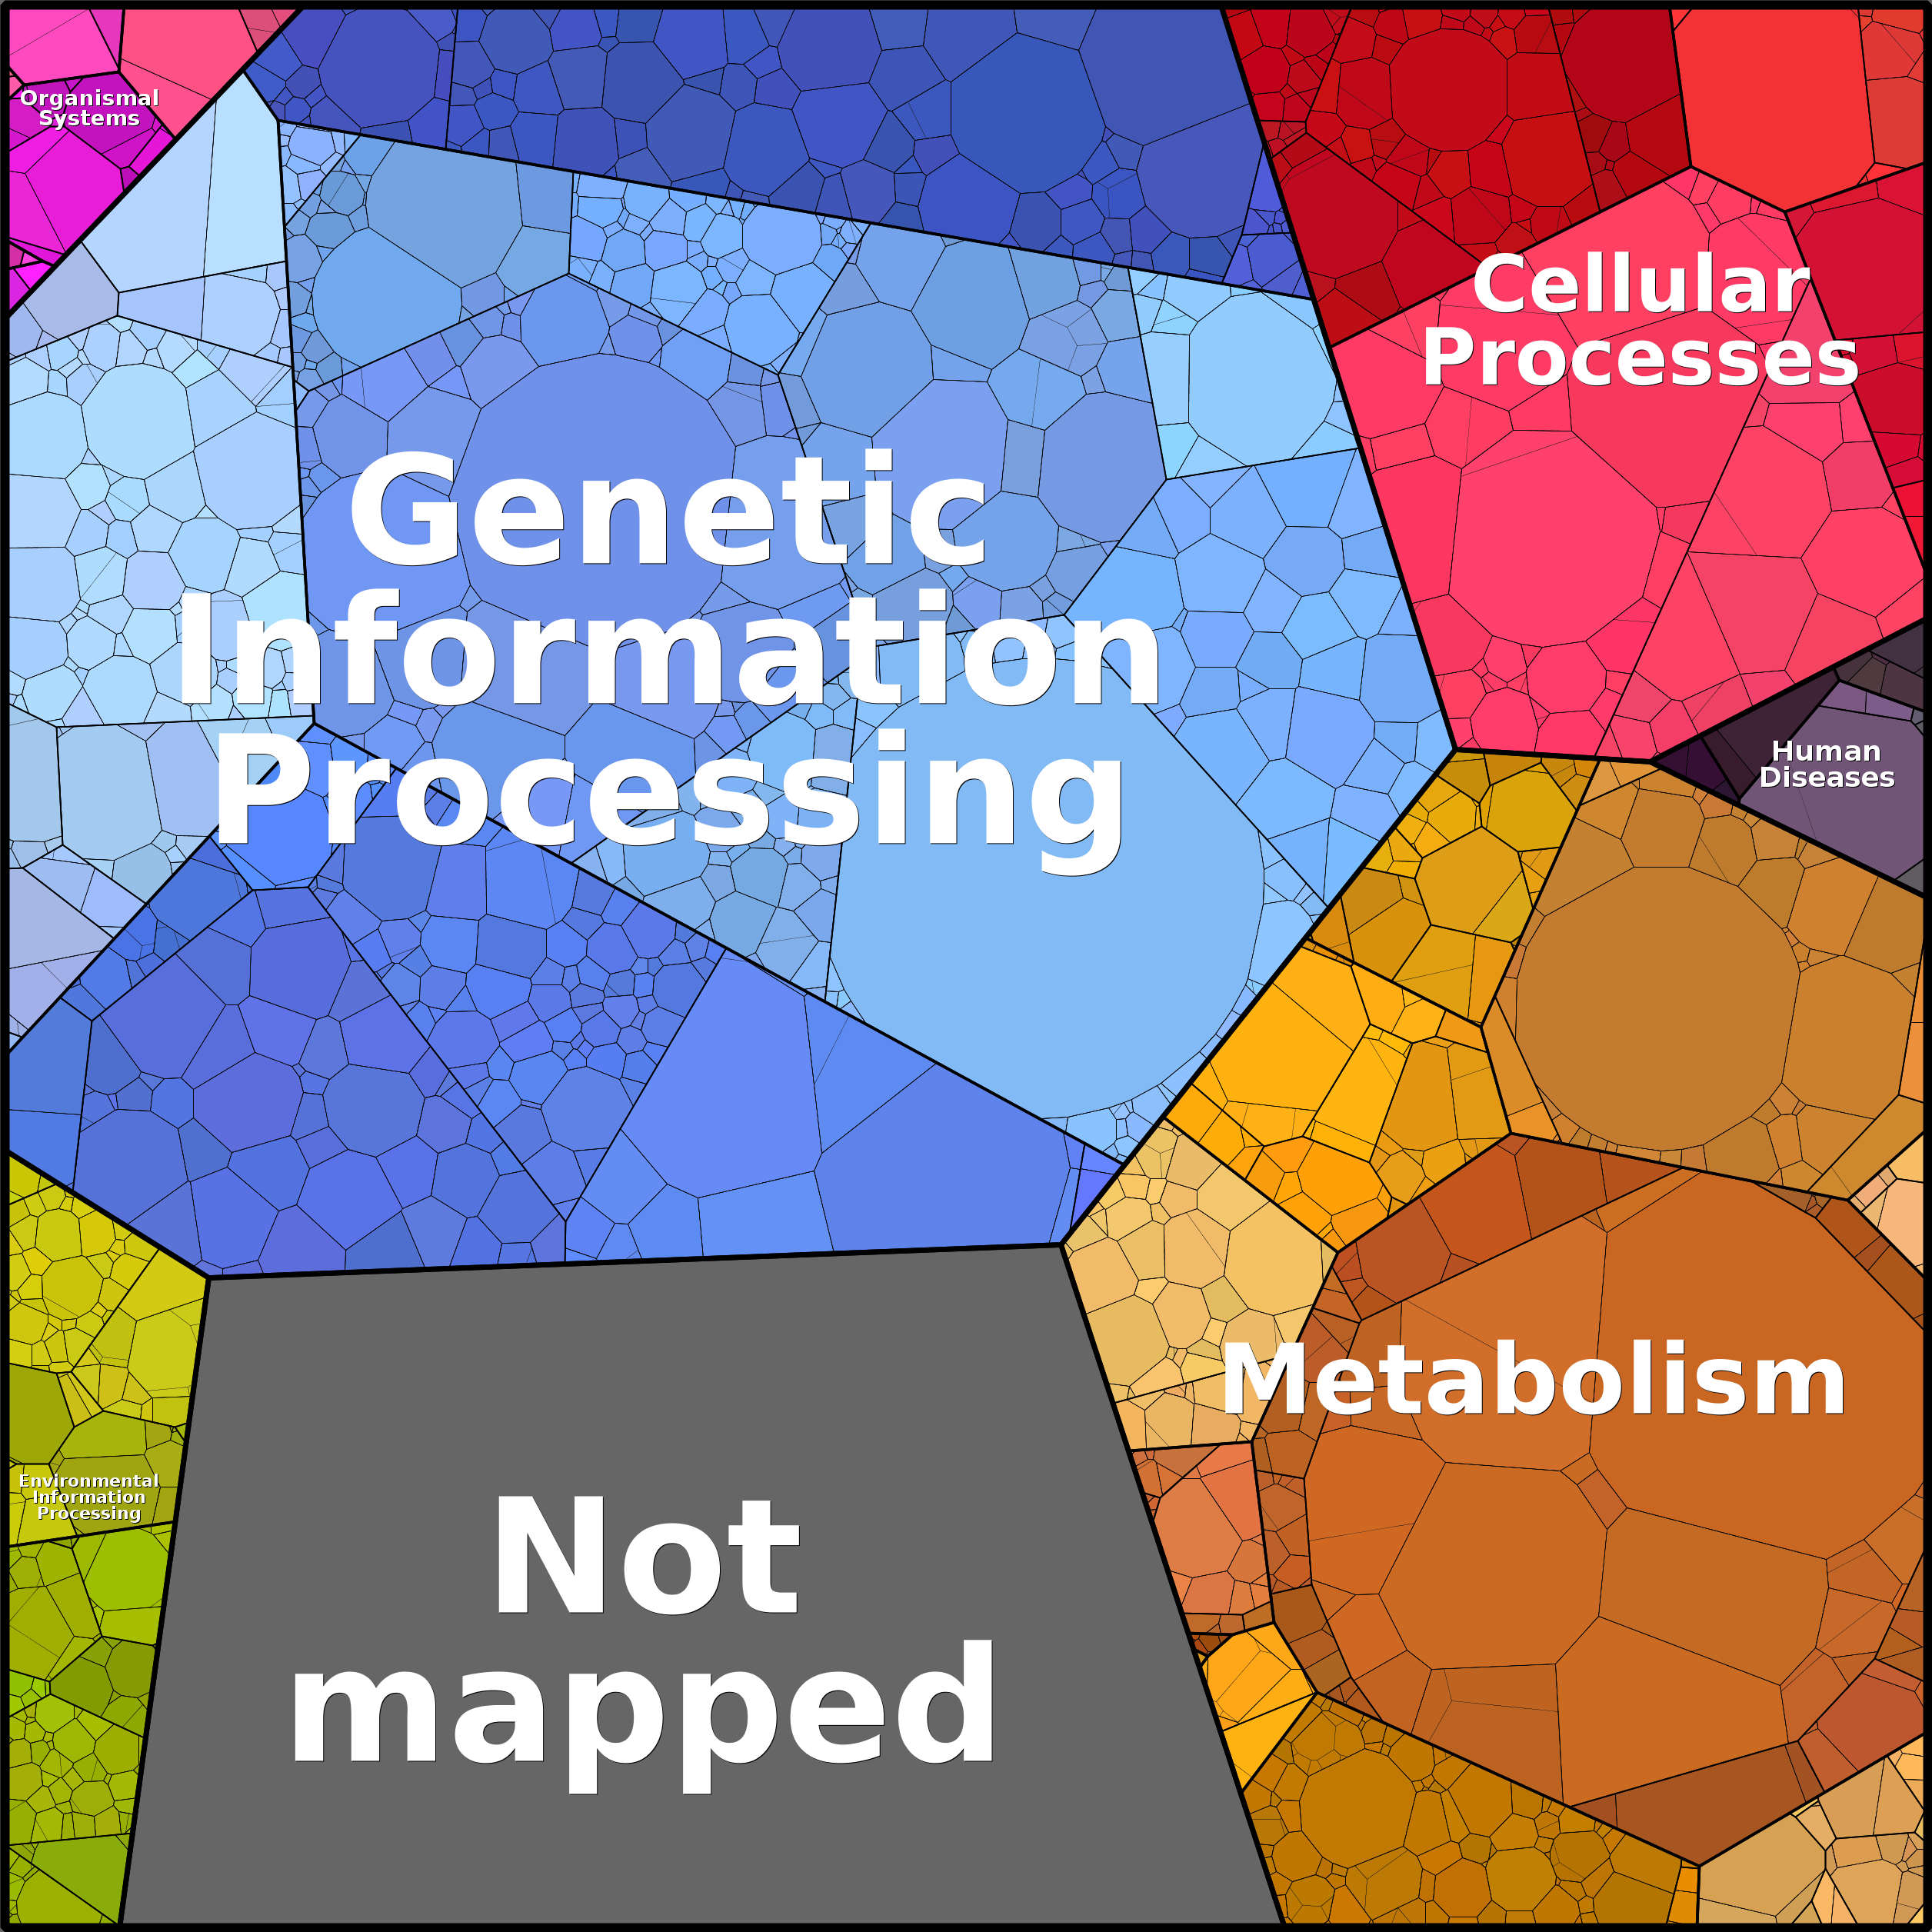 Organismal
Systems
Cellular
Processes
Genetic
Information
Processing
Human
Diseases
Metabolism
Environmental
Information
Processing
Not
mapped